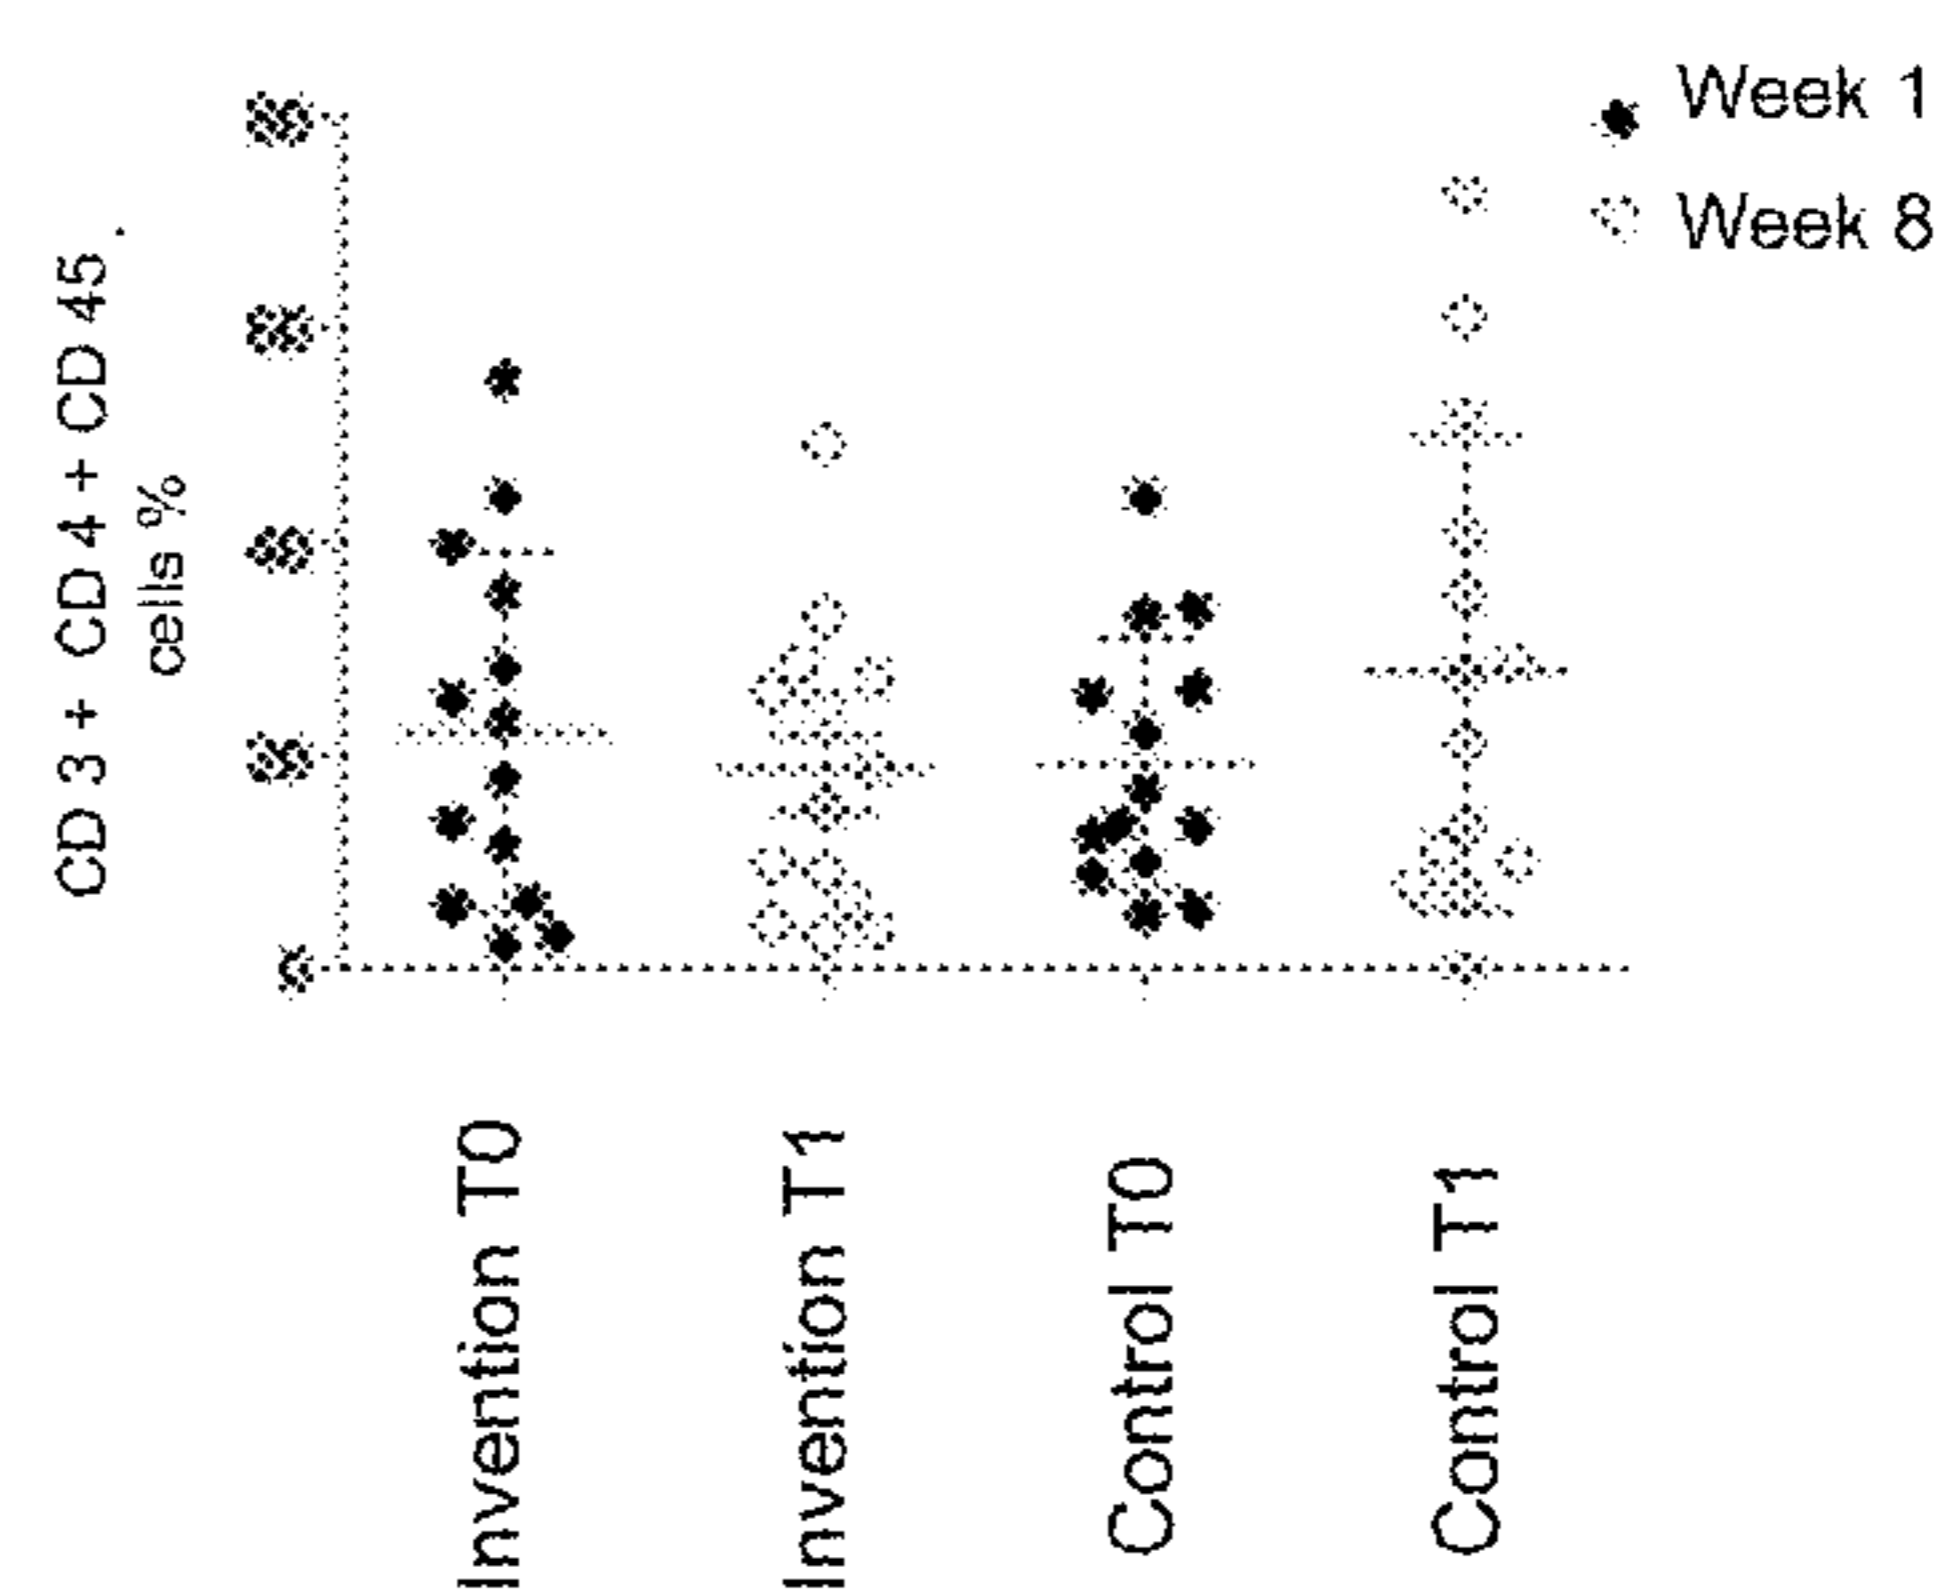 Week 1
Week 8
CD 3 + CD 4 + CD 45
cells %
Invention T0
Invention T1
Control T0
Control T1